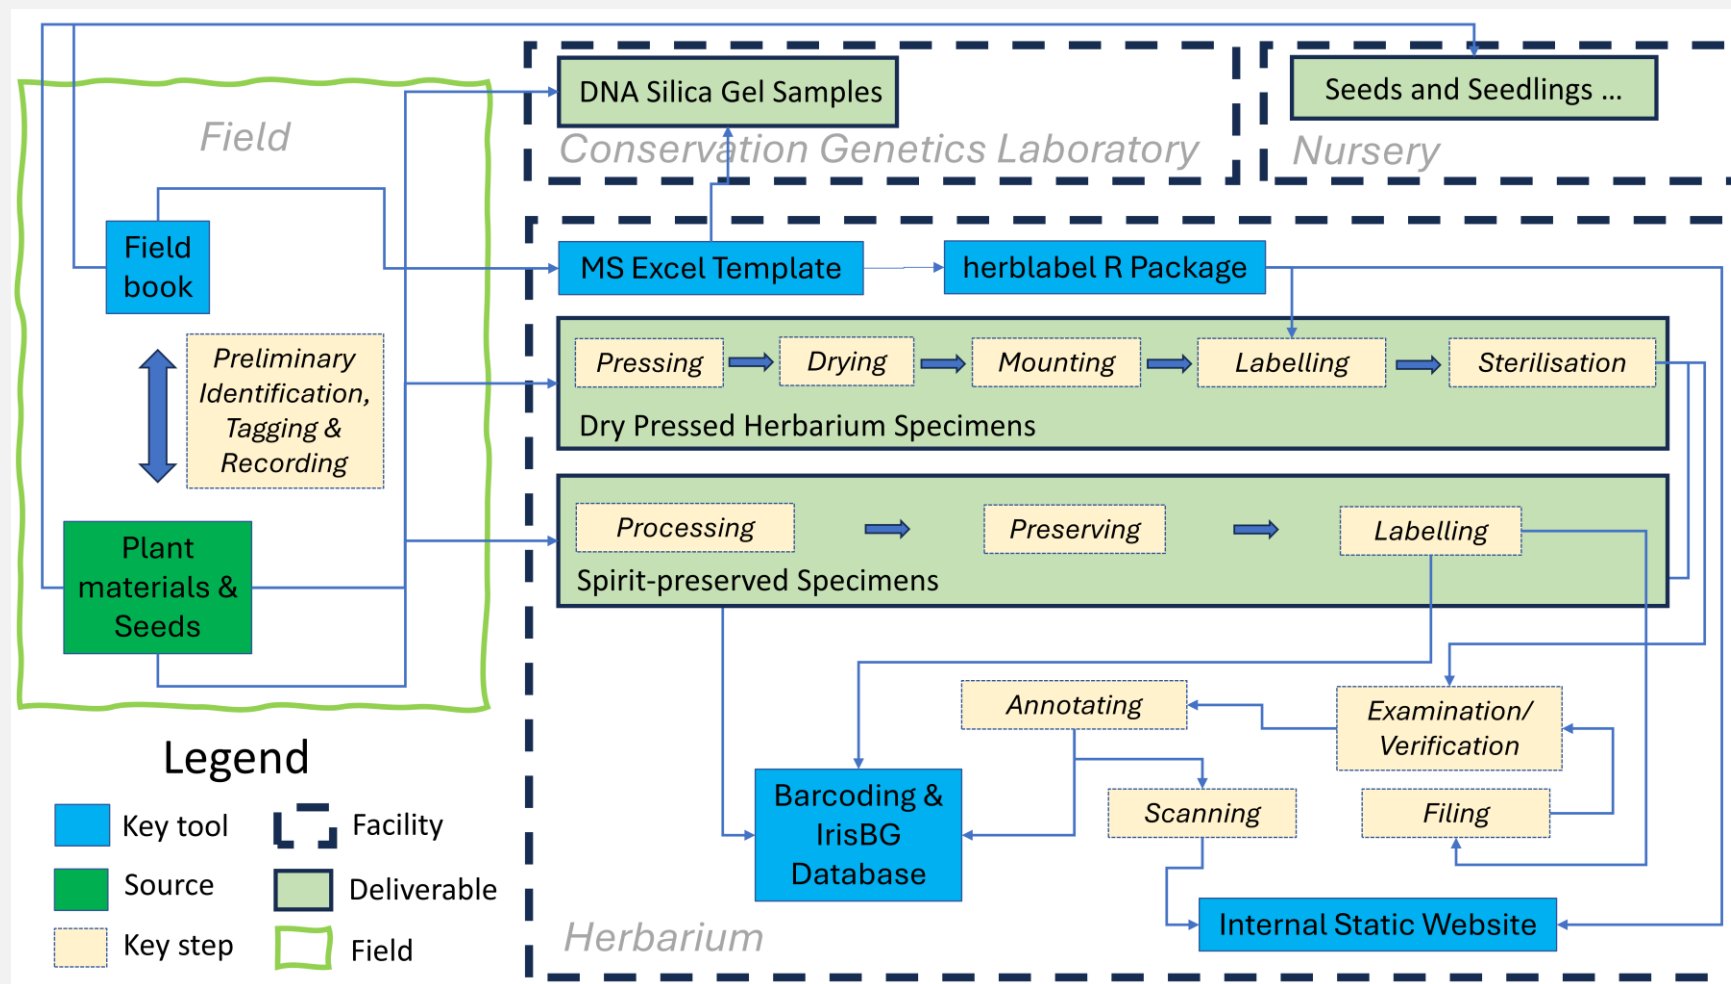 DNA Silica Gel Samples
Conservation Genetics Laboratory
Seeds and Seedlings ...
Nursery
Field
Field
book
Preliminary
Identification,
Tagging &
Recording
Plant
materials &
Seeds
MS Excel Template
herblabel R Package
Pressing
Drying
Mounting
Labelling
Sterilisation
Dry Pressed Herbarium Specimens
Processing
Preserving
Labelling
Spirit-preserved Specimens
Annotating
Examination/
Verification
Scanning
Filing
Barcoding &
IrisBG
Database
Internal Static Website
Herbarium
Legend
Key tool
Facility
Source
Deliverable
Key step
Field